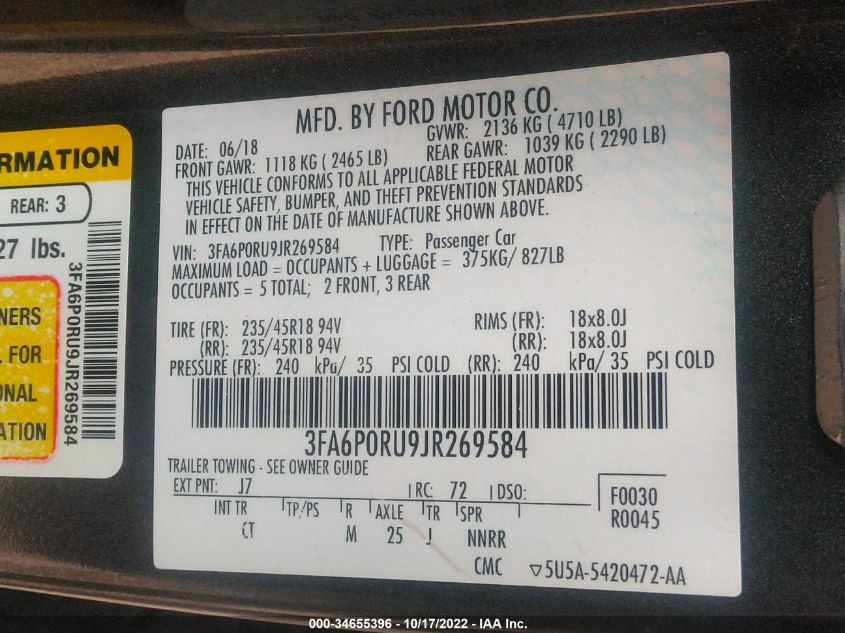 MFD. BY FORD MOTOR CO.
DATE: 06/18 GVWR: 2136 KG ( 4710 LB)
FRONT GAWR: 1118 KG ( 2465 LB) REAR GAWR: 1039 KG ( 2290 LB)
THIS VEHICLE CONFORMS TO ALL APPLICABLE FEDERAL MOTOR
VEHICLE SAFETY, BUMPER, AND THEFT PREVENTION STANDARDS
IN EFFECT ON THE DATE OF MANUFACTURE SHOWN ABOVE.
VIN: 3FA6P0RU9JR269584 TYPE: Passenger Car
MAXIMUM LOAD = OCCUPANTS + LUGGAGE = 375KG/ 827LB
OCCUPANTS = 5 TOTAL; 2 FRONT, 3 REAR
TIRE (FR): 235/45R18 94V RIMS (FR): 18x8.0J
(RR): 235/45R18 94V (RR): 18x8.0J
PRESSURE (FR): 240 kPa/ 35 PSI COLD (RR): 240 kPa/ 35 PSI COLD
3FA6P0RU9JR269584
TRAILER TOWING - SEE OWNER GUIDE
EXT PNT: J7 RC: 72 DSO:
F0030
R0045
INT TR TP/PS R AXLE TR SPR
CT M 25 J NNRR
CMC ▽5U5A-5420472-AA
RMATION
REAR: 3
27 lbs.
3FA6P0RU9JR269584
NERS
FOR
ONAL
ATION
000-34655396 - 10/17/2022 - IAA Inc.